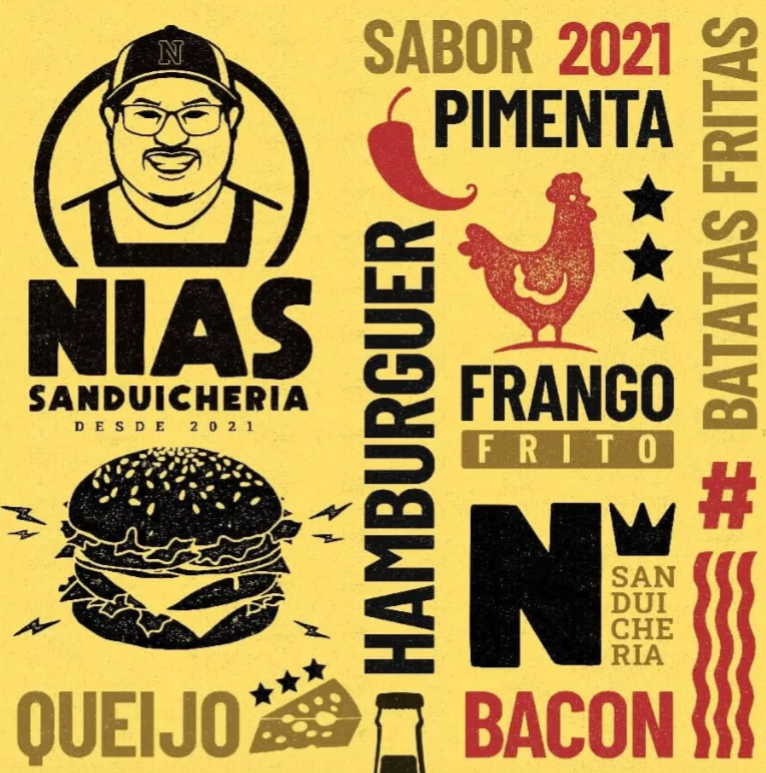 N
NIAS
SANDUICHERIA
DESDE 2021
SABOR 2021
PIMENTA
HAMBURGUER
FRANGO
FRITO
BATATAS FRITAS
#
N
SAN
DUI
CHE
RIA
QUEIJO
BACON